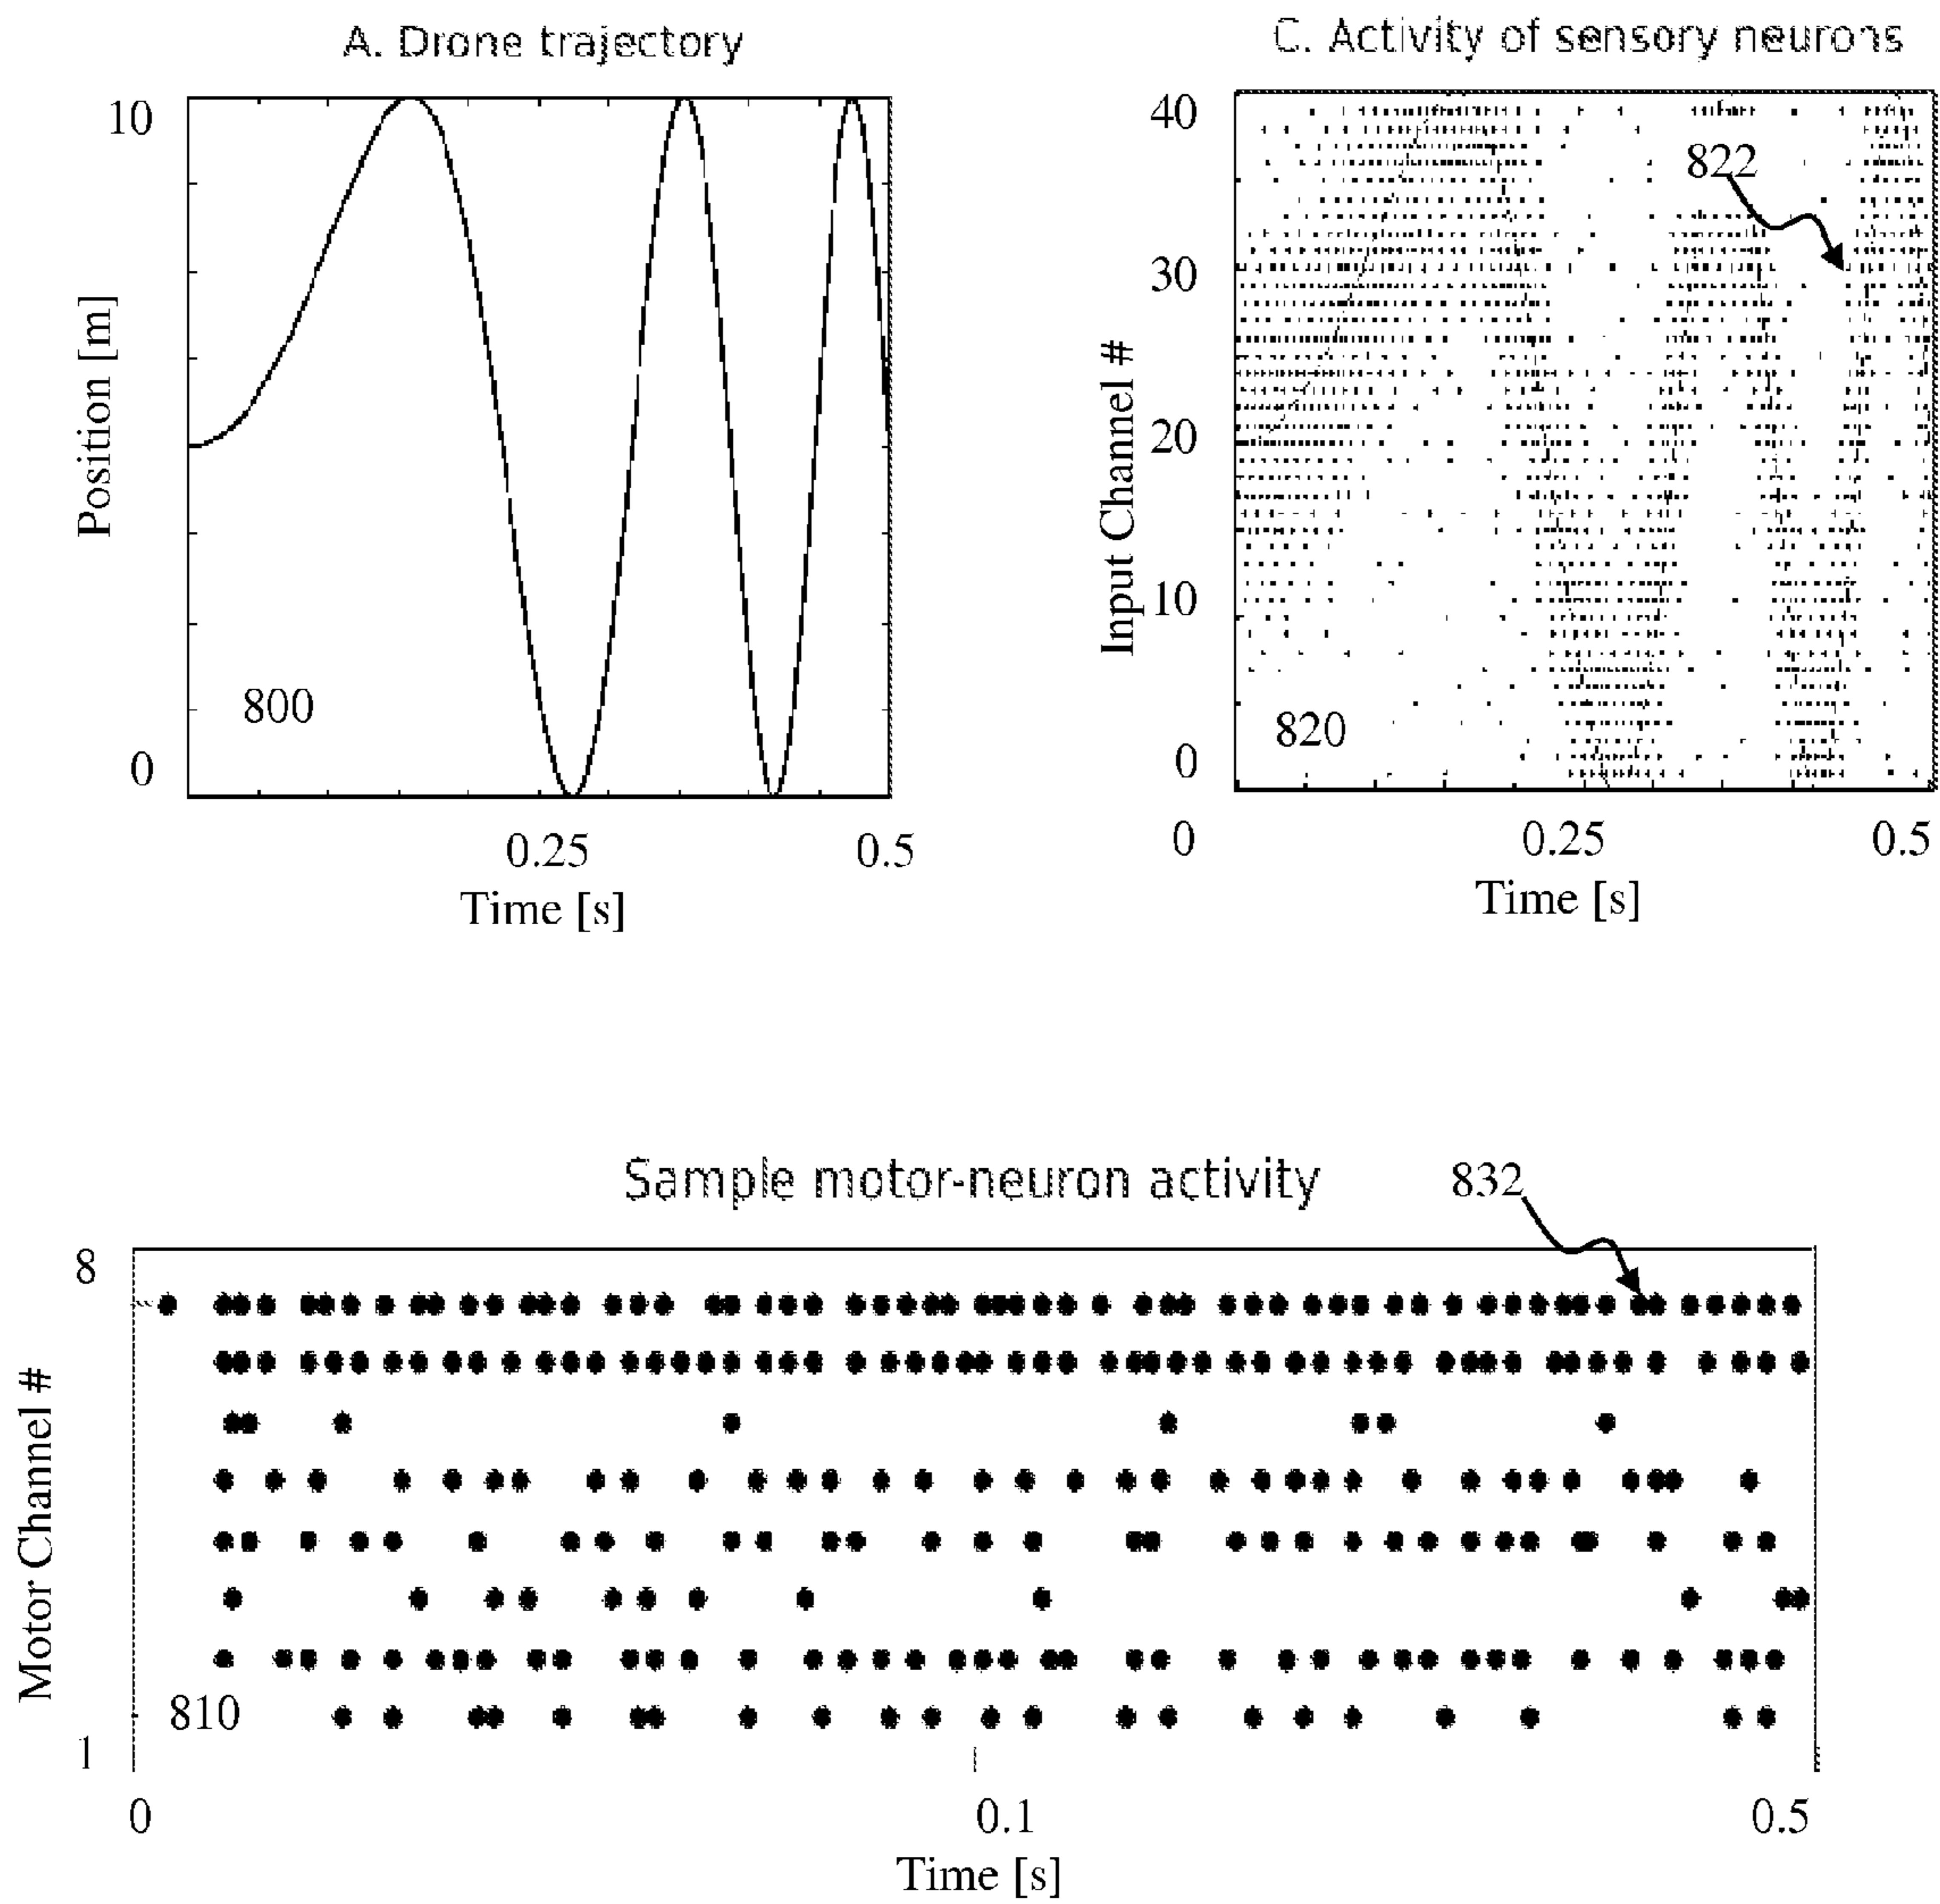 A. Drone trajectory
10
Position [m]
800
0
0.25
0.5
Time [s]
C. Activity of sensory neurons
40
822
30
Input Channel #
20
10
820
0
0
0.25
0.5
Time [s]
Sample motor-neuron activity
832
8
Motor Channel #
810
1
0
0.1
0.5
Time [s]